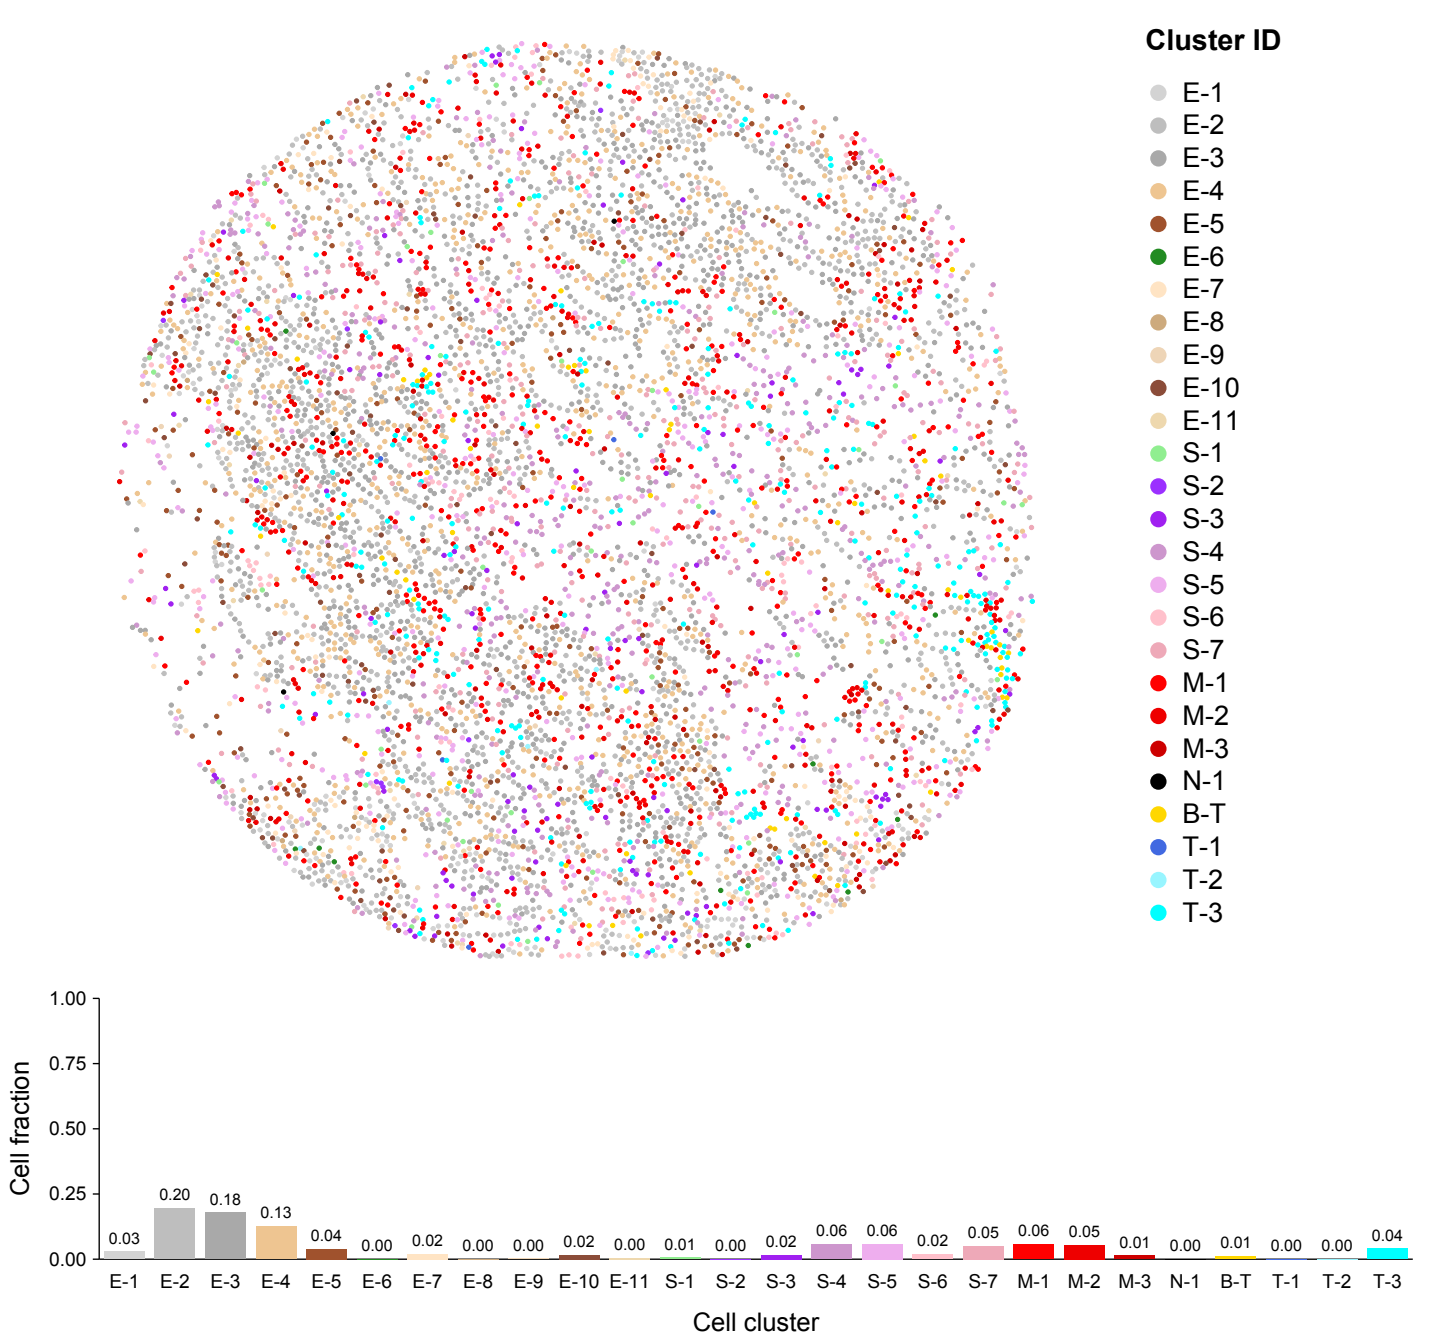 Cluster ID
E-1
E-2
E-3
E-4
E-5
E-6
E-7
E-8
E-9
E-10
E-11
S-1
S-2
S-3
S-4
S-5
S-6
S-7
M-1
M-2
M-3
N-1
B-T
T-1
T-2
T-3
1.00
0.75
0.50
0.25
0.00
Cell fraction
0.03 0.20 0.18 0.13 0.04 0.00 0.02 0.00 0.00 0.02 0.00 0.01 0.00 0.02 0.06 0.06 0.02 0.05 0.06 0.05 0.01 0.00 0.01 0.00 0.00 0.04
E-1 E-2 E-3 E-4 E-5 E-6 E-7 E-8 E-9 E-10 E-11 S-1 S-2 S-3 S-4 S-5 S-6 S-7 M-1 M-2 M-3 N-1 B-T T-1 T-2 T-3
Cell cluster